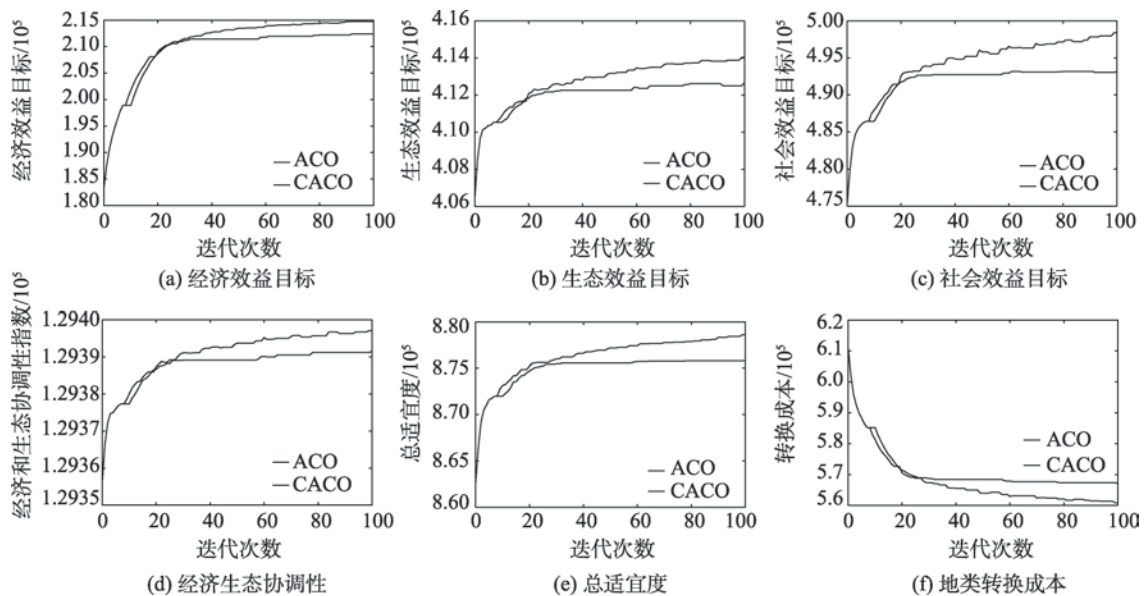 经济效益目标/10⁵
2.15
2.10
2.05
2.00
1.95
1.90
1.85
1.80
0 20 40 60 80 100
ACO
CACO
迭代次数
(a) 经济效益目标
生态效益目标/10⁵
4.16
4.14
4.12
4.10
4.08
4.06
0 20 40 60 80 100
ACO
CACO
迭代次数
(b) 生态效益目标
社会效益目标/10⁵
5.00
4.95
4.90
4.85
4.80
4.75
0 20 40 60 80 100
ACO
CACO
迭代次数
(c) 社会效益目标
经济和生态协调性指数/10⁵
1.2940
1.2939
1.2938
1.2937
1.2936
1.2935
0 20 40 60 80 100
ACO
CACO
迭代次数
(d) 经济生态协调性
总适宜度/10⁵
8.80
8.75
8.70
8.65
8.60
0 20 40 60 80 100
ACO
CACO
迭代次数
(e) 总适宜度
转换成本/10⁵
6.2
6.1
6.0
5.9
5.8
5.7
5.6
0 20 40 60 80 100
ACO
CACO
迭代次数
(f) 地类转换成本